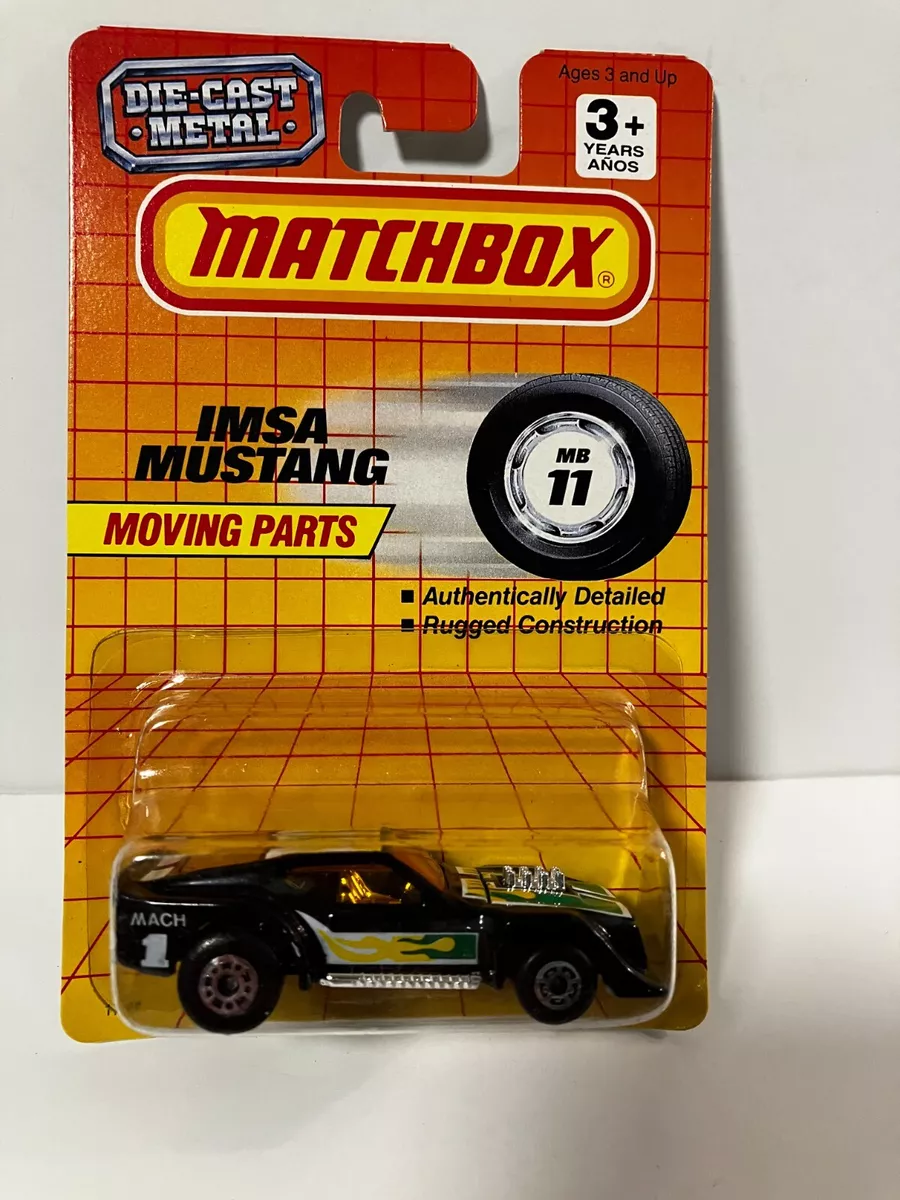 DIE-CAST
METAL
Ages 3 and Up
3+
YEARS
AÑOS
MATCHBOX®
IMSA
MUSTANG
MB
11
MOVING PARTS
■ Authentically Detailed
■ Rugged Construction
MACH
1